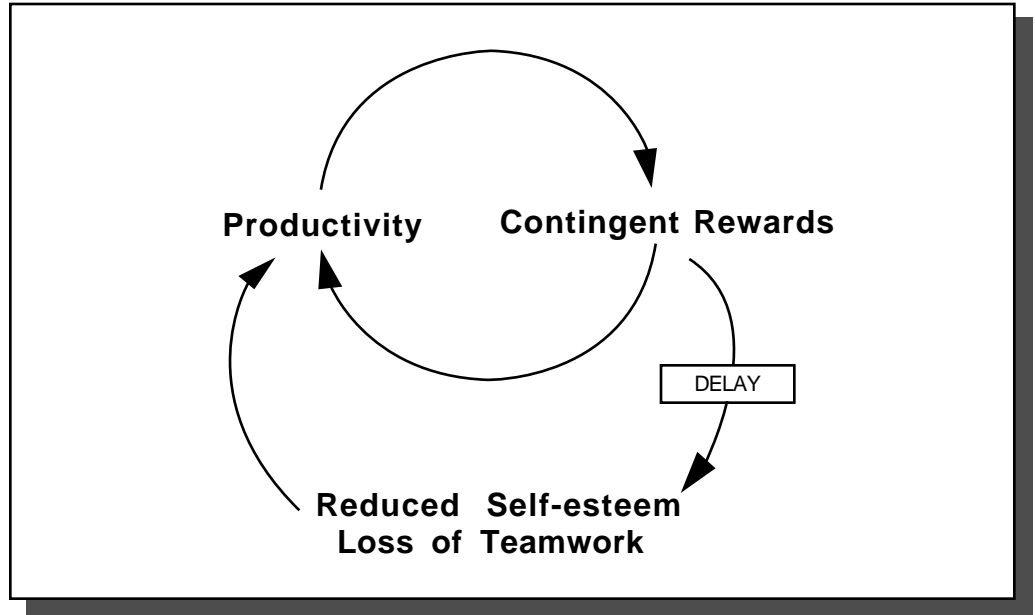 Productivity
Contingent Rewards
DELAY
Reduced Self-esteem
Loss of Teamwork